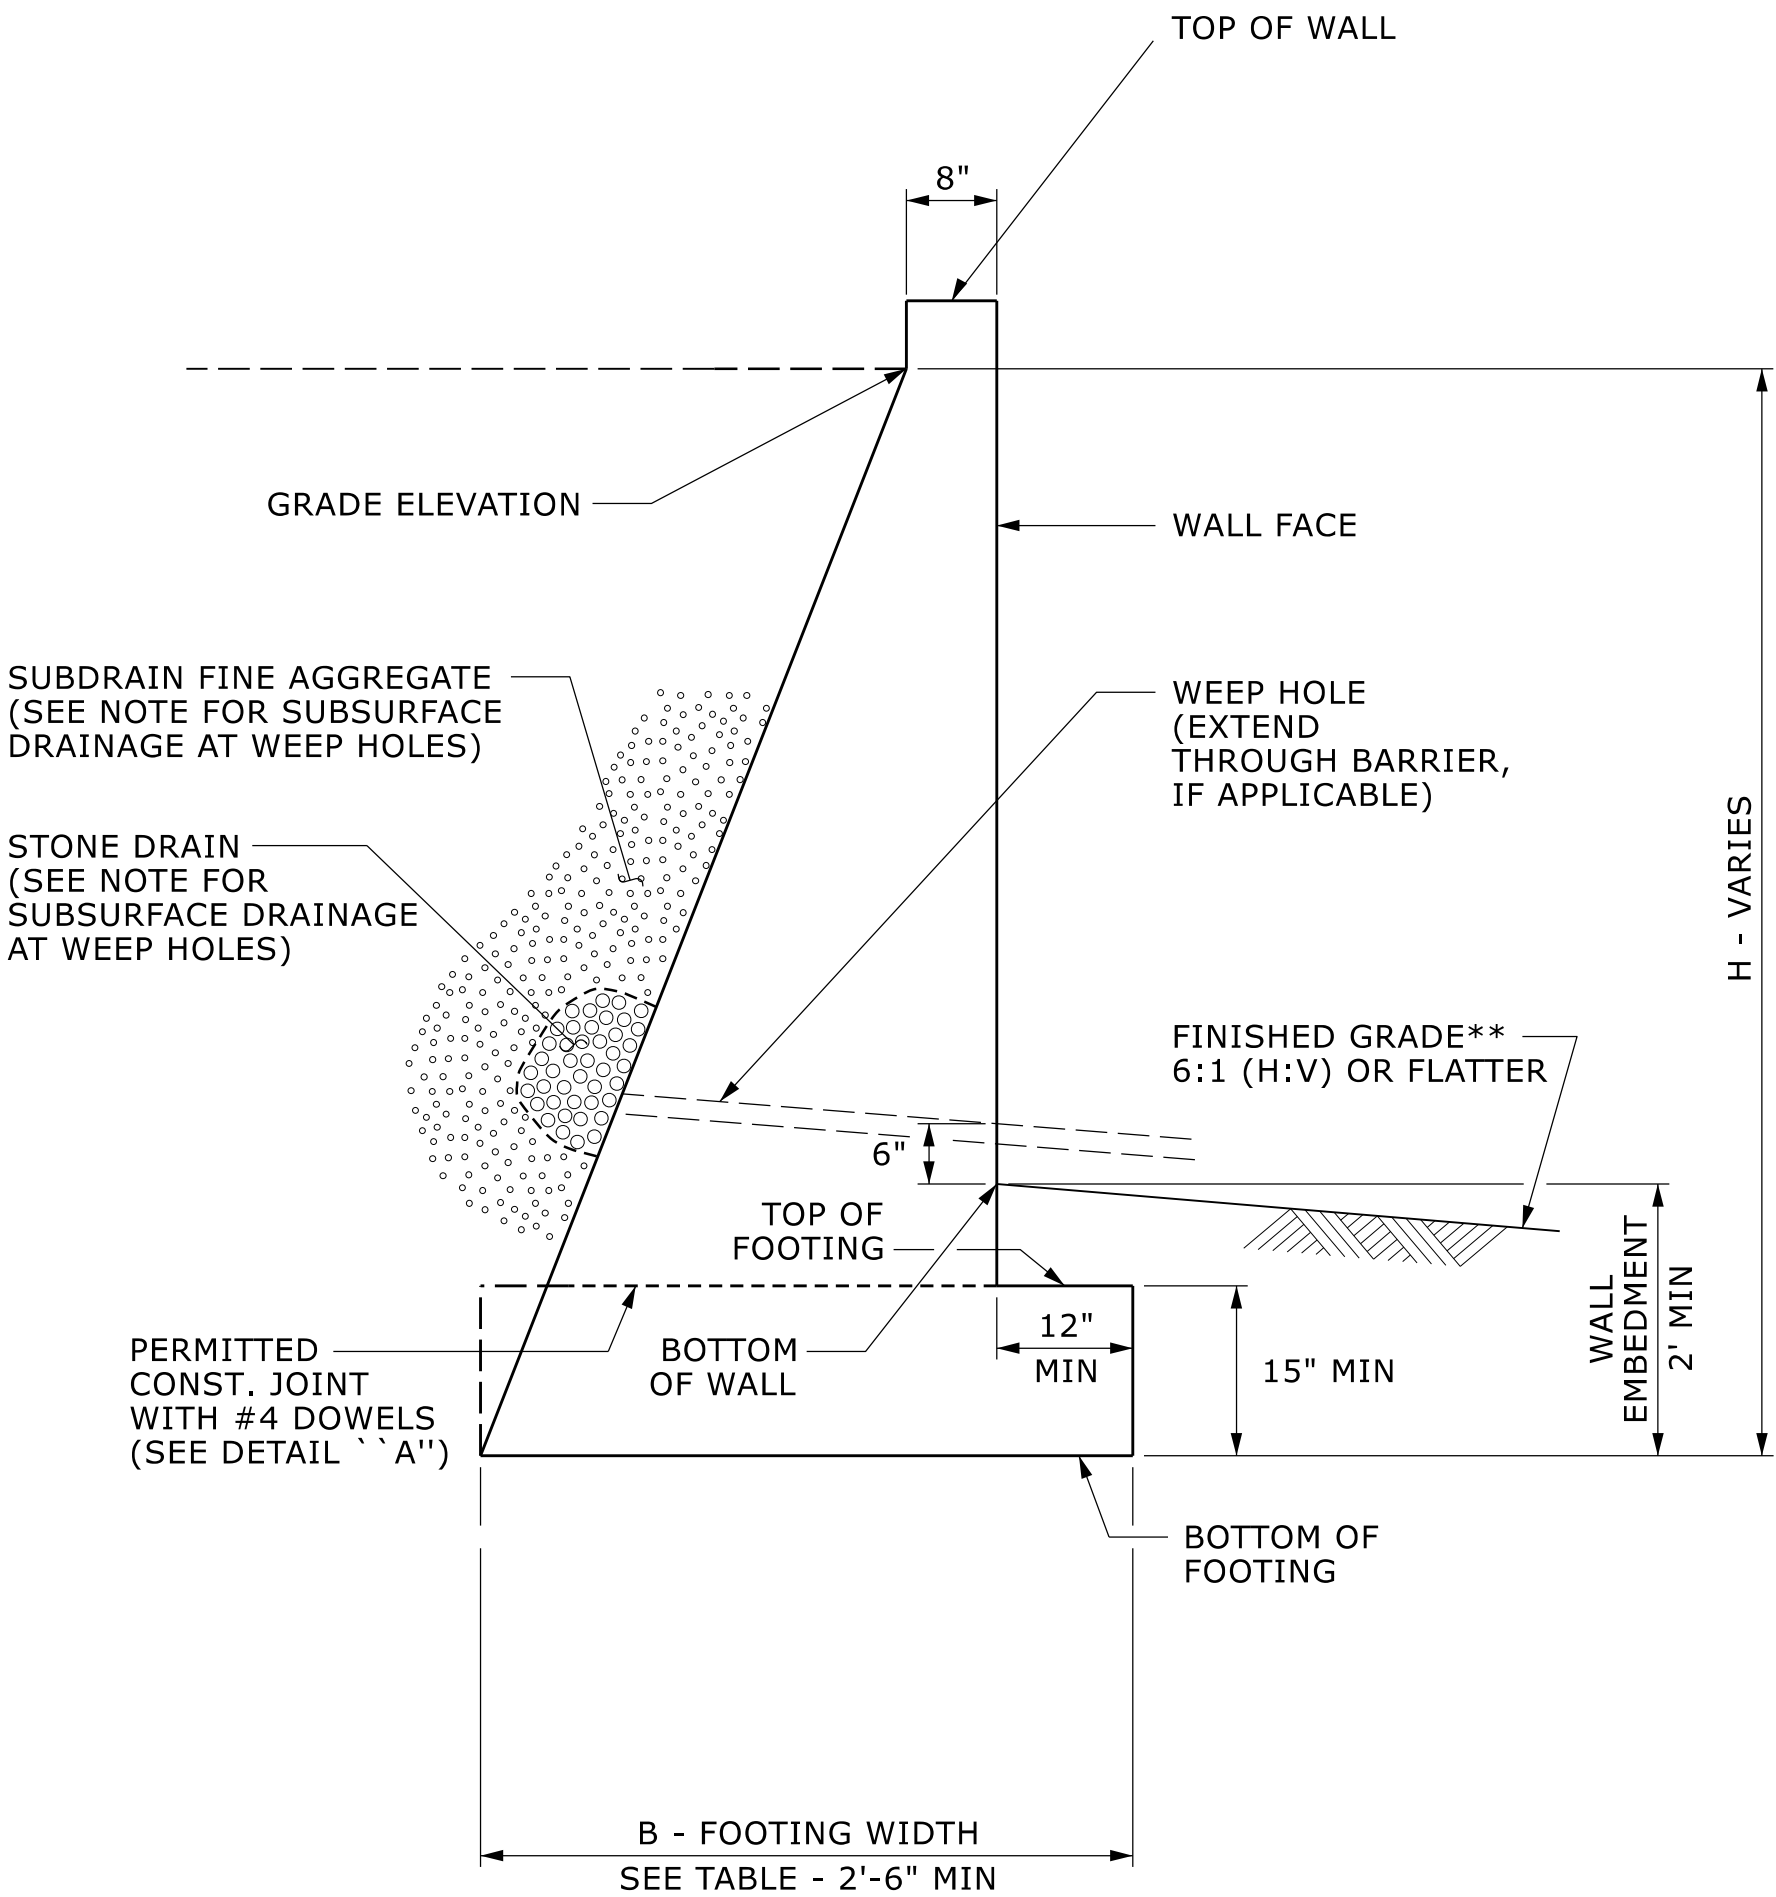 TOP OF WALL
8"
GRADE ELEVATION
WALL FACE
SUBDRAIN FINE AGGREGATE
(SEE NOTE FOR SUBSURFACE
DRAINAGE AT WEEP HOLES)
WEEP HOLE
(EXTEND
THROUGH BARRIER,
IF APPLICABLE)
STONE DRAIN
(SEE NOTE FOR
SUBSURFACE DRAINAGE
AT WEEP HOLES)
H - VARIES
FINISHED GRADE**
6:1 (H:V) OR FLATTER
6"
TOP OF
FOOTING
WALL
EMBEDMENT
2' MIN
12"
MIN
15" MIN
PERMITTED
CONST. JOINT
WITH #4 DOWELS
(SEE DETAIL ``A'')
BOTTOM
OF WALL
BOTTOM OF
FOOTING
B - FOOTING WIDTH
SEE TABLE - 2'-6" MIN